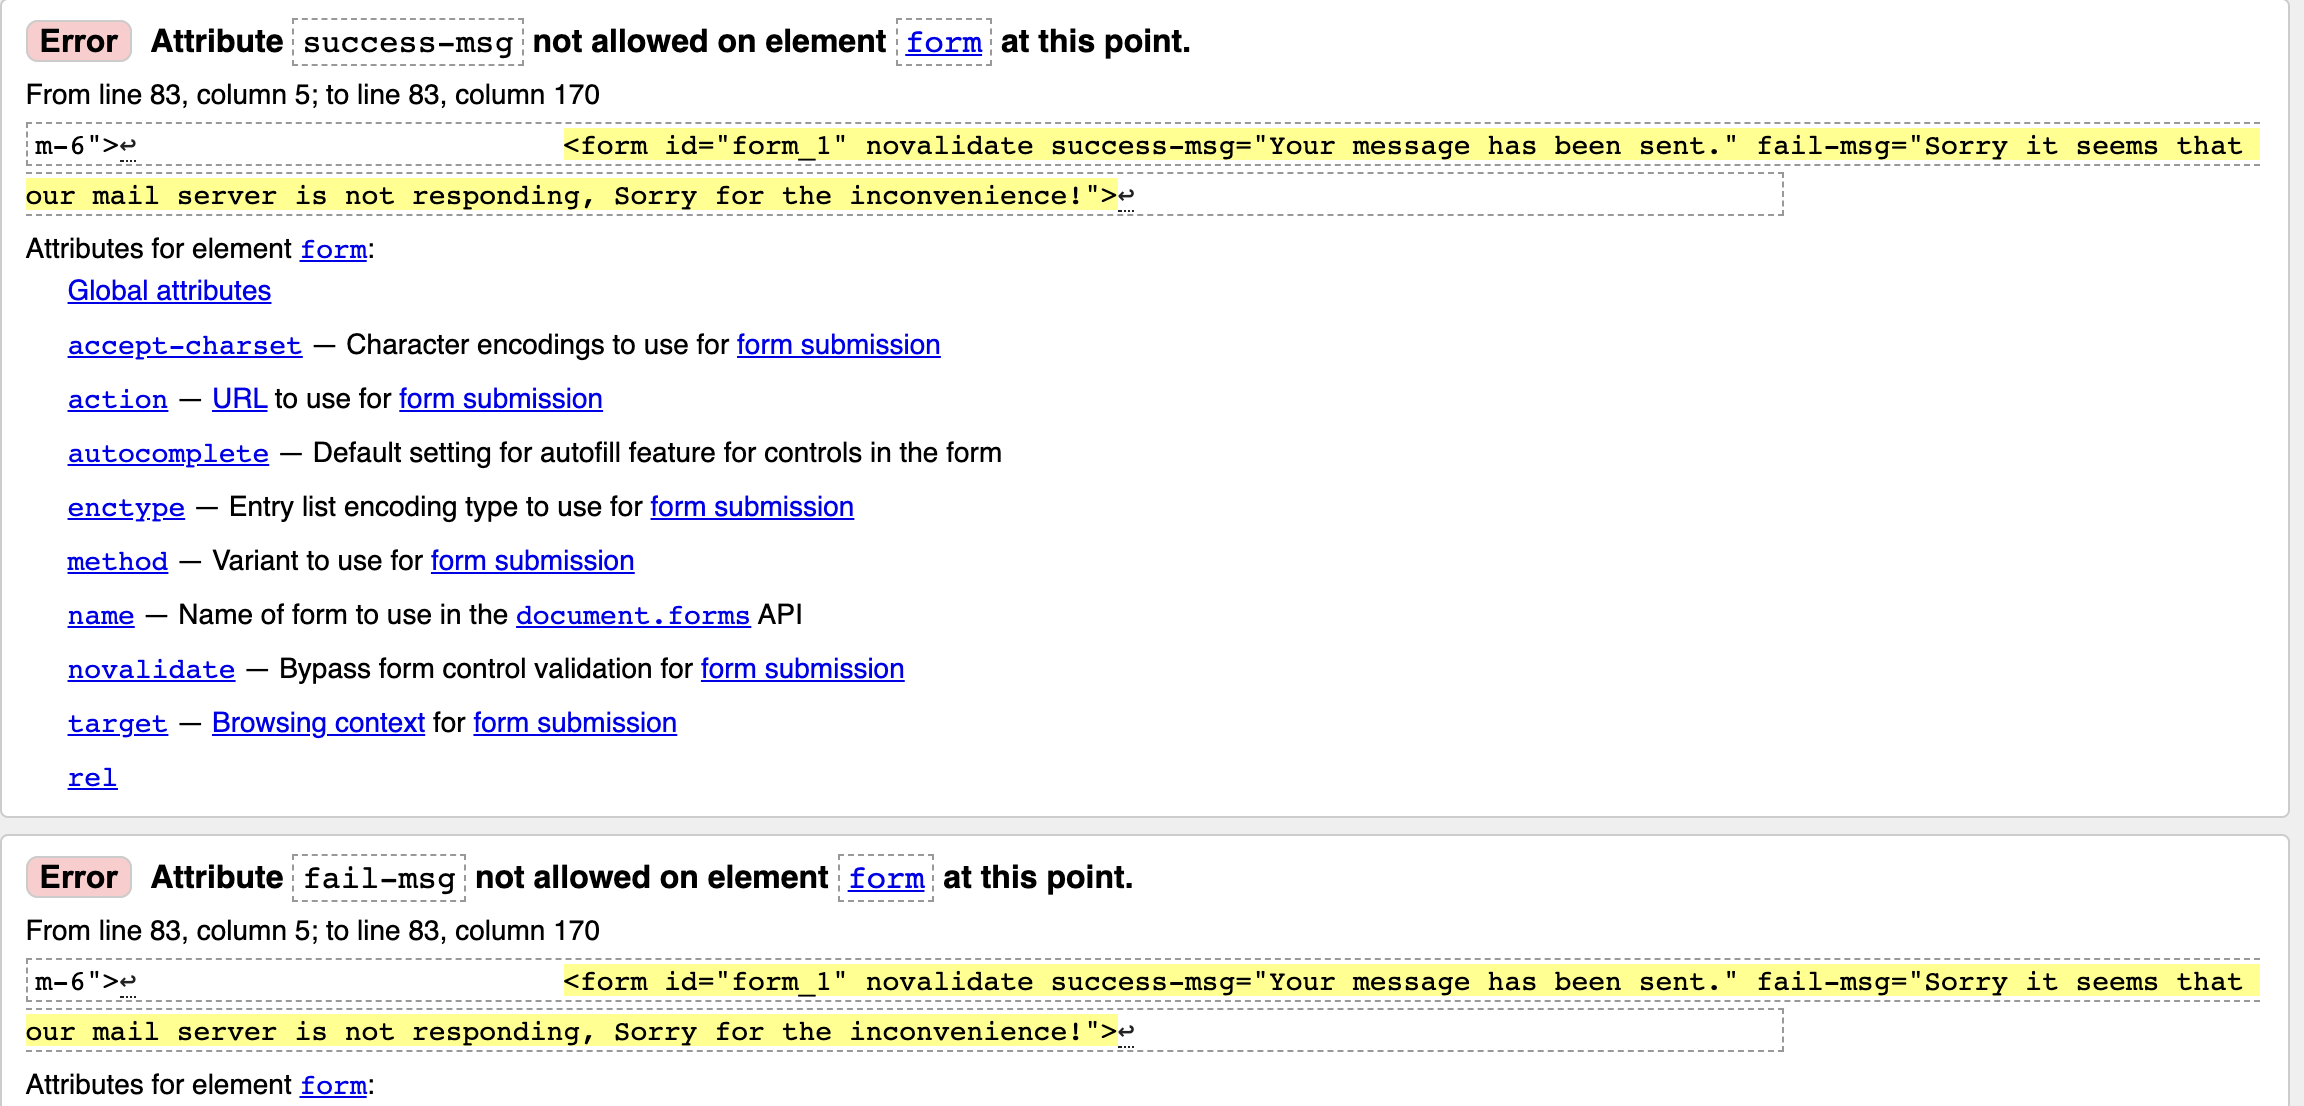 Error Attribute success-msg not allowed on element form at this point.
From line 83, column 5; to line 83, column 170
m-6">↩ <form id="form_1" novalidate success-msg="Your message has been sent." fail-msg="Sorry it seems that
our mail server is not responding, Sorry for the inconvenience!">↩
Attributes for element form:
Global attributes
accept-charset — Character encodings to use for form submission
action — URL to use for form submission
autocomplete — Default setting for autofill feature for controls in the form
enctype — Entry list encoding type to use for form submission
method — Variant to use for form submission
name — Name of form to use in the document.forms API
novalidate — Bypass form control validation for form submission
target — Browsing context for form submission
rel
Error Attribute fail-msg not allowed on element form at this point.
From line 83, column 5; to line 83, column 170
m-6">↩ <form id="form_1" novalidate success-msg="Your message has been sent." fail-msg="Sorry it seems that
our mail server is not responding, Sorry for the inconvenience!">↩
Attributes for element form: